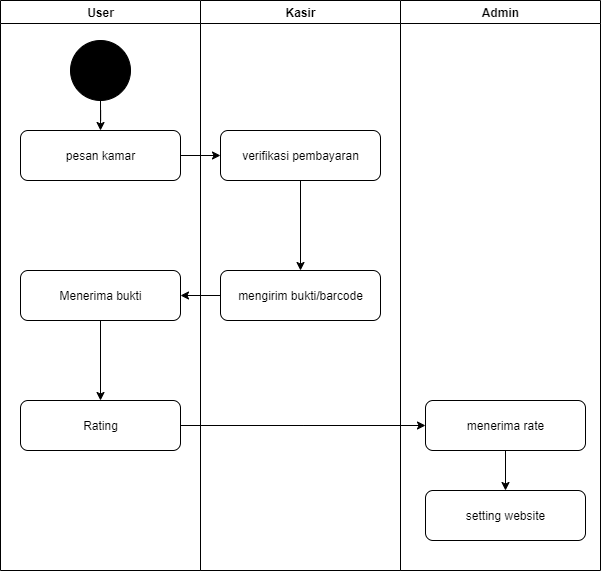 User
Kasir
Admin
pesan kamar
verifikasi pembayaran
Menerima bukti
mengirim bukti/barcode
Rating
menerima rate
setting website